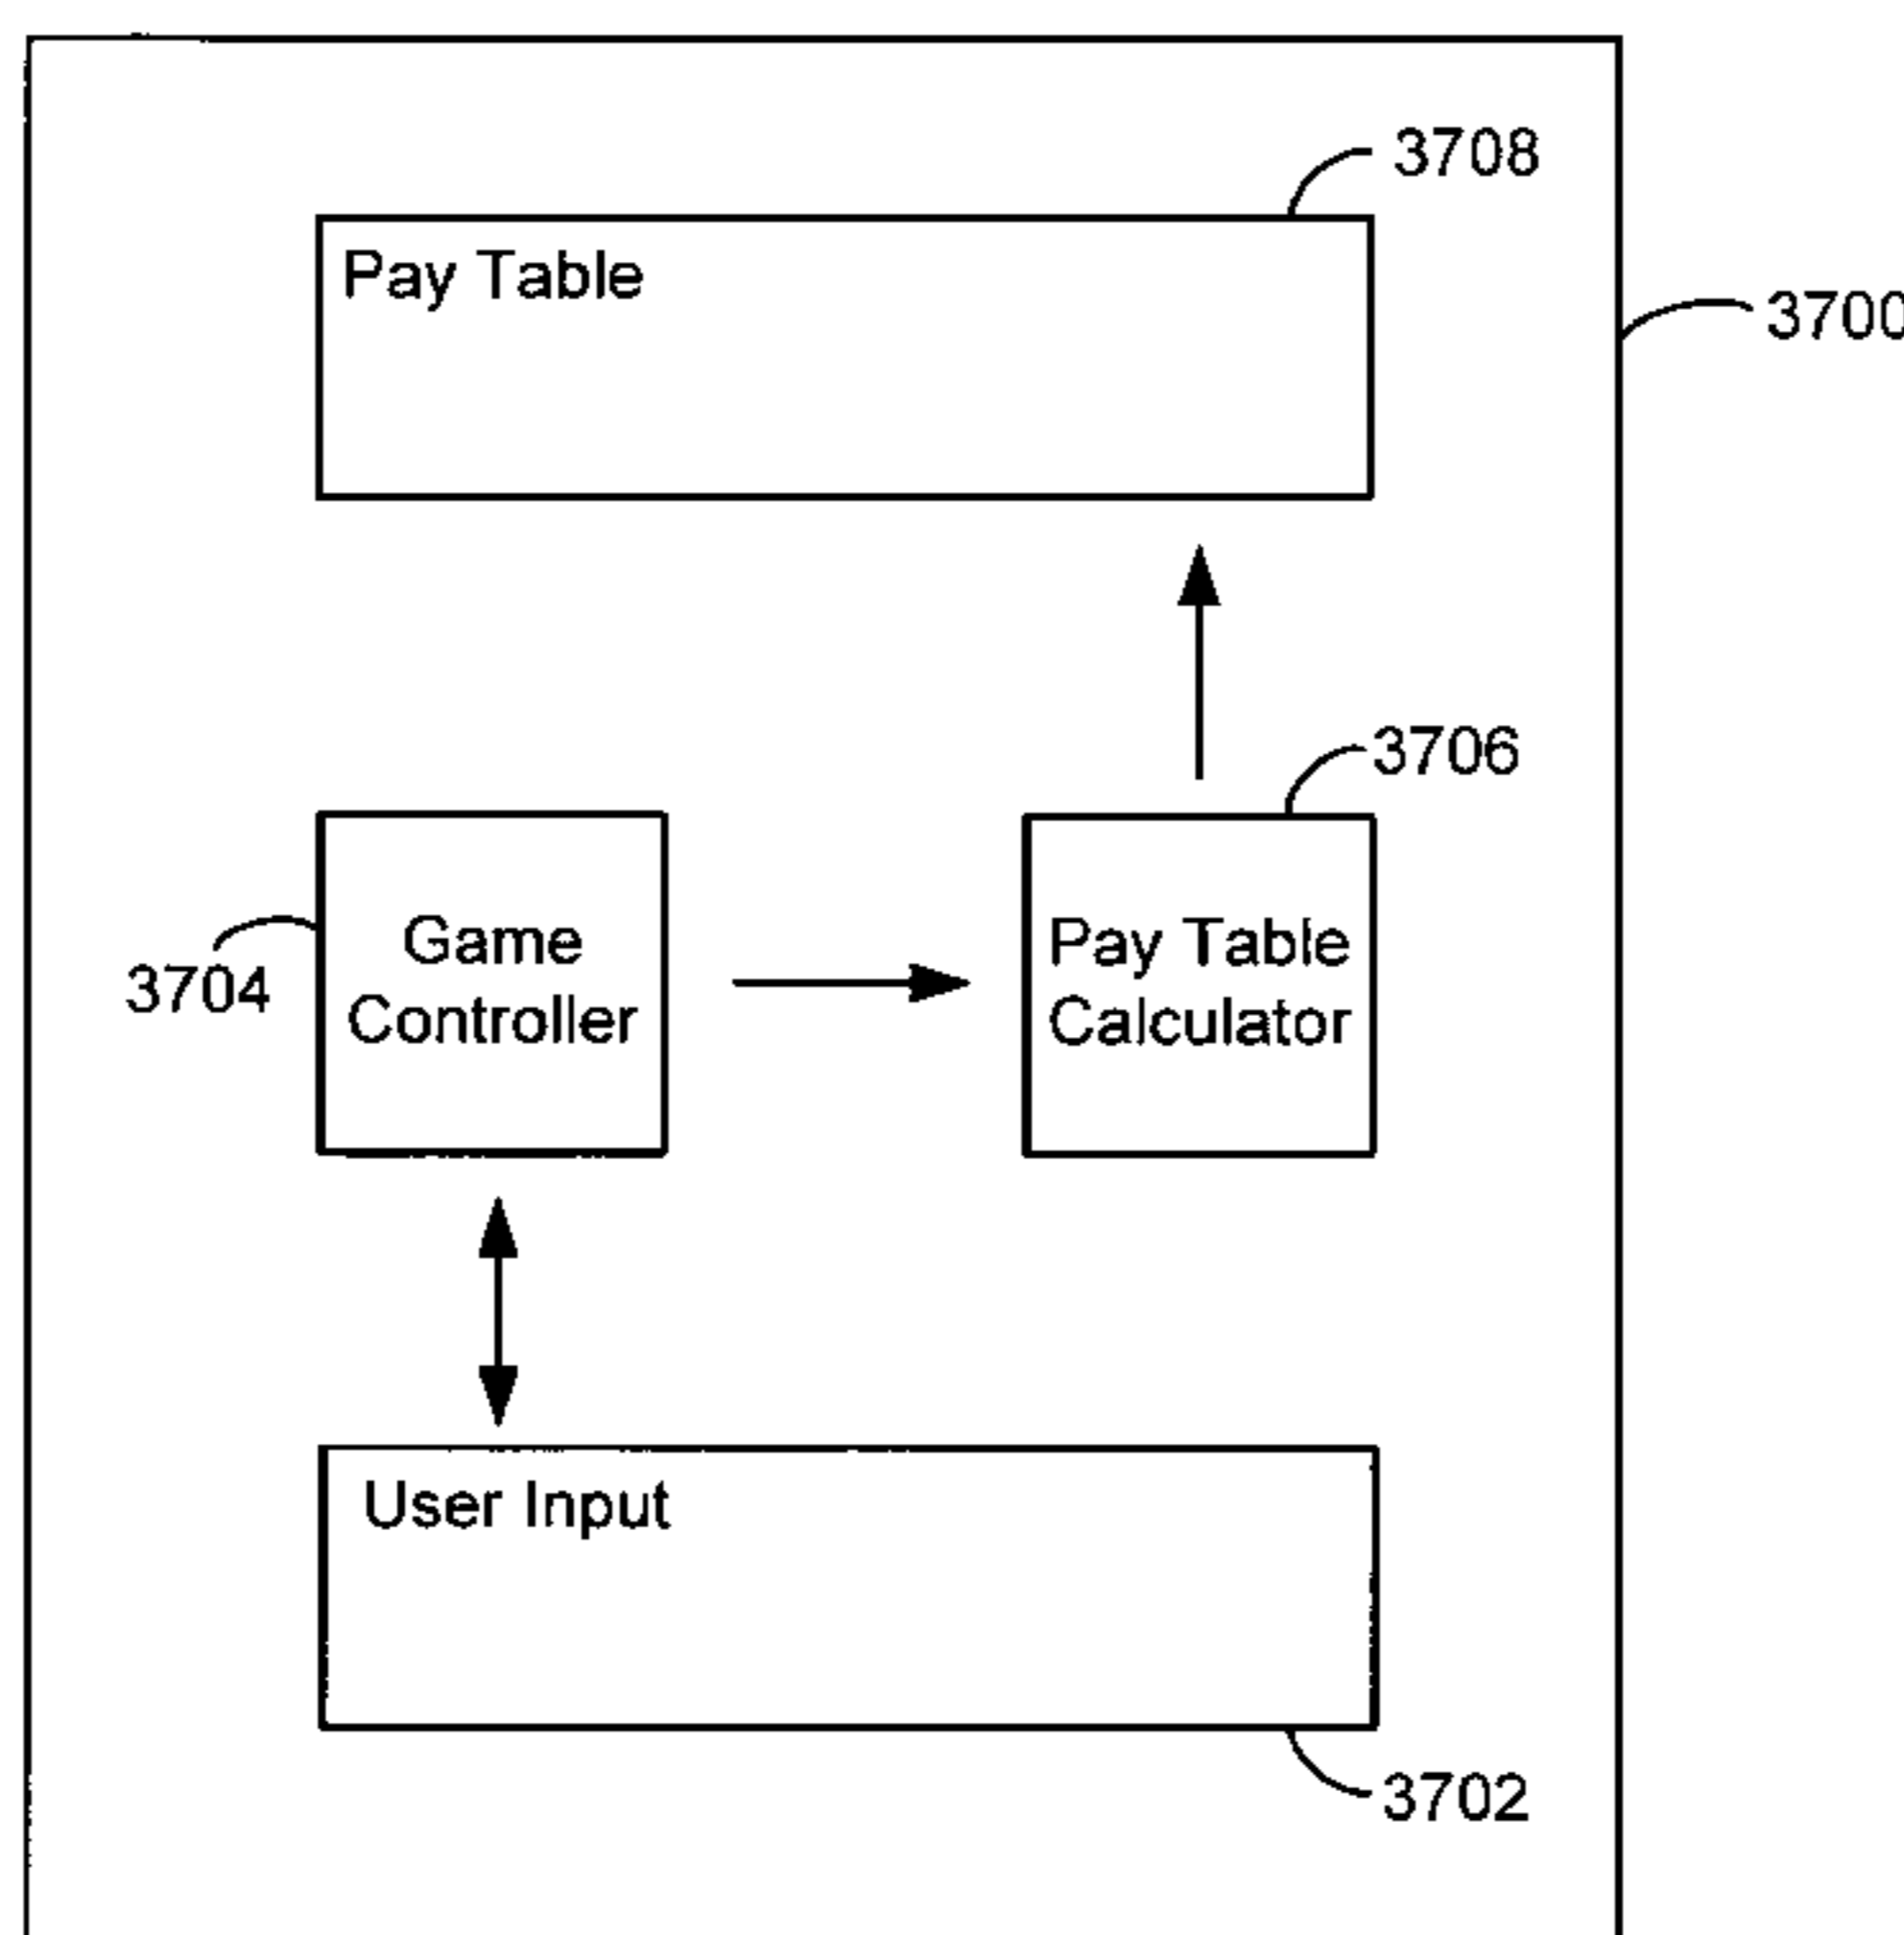 3708
Pay Table
3700
3706
Game
Controller
Pay Table
Calculator
3704
User Input
3702